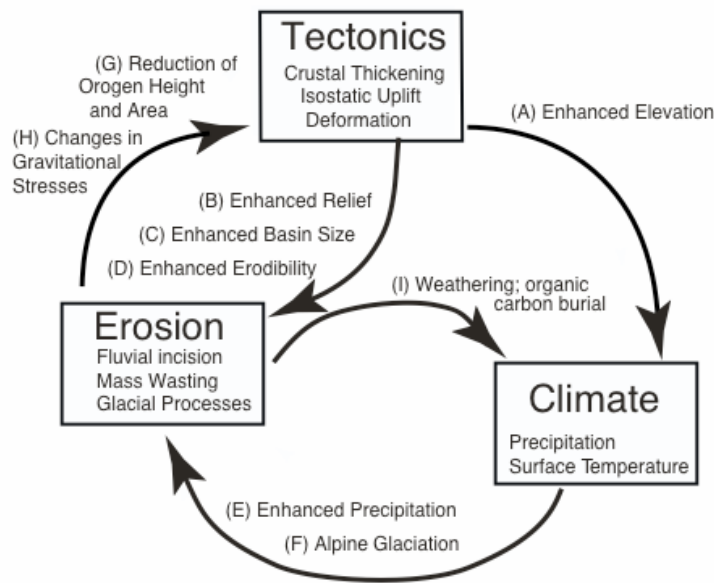 Tectonics
Crustal Thickening
Isostatic Uplift
Deformation
(G) Reduction of
Orogen Height
and Area
(H) Changes in
Gravitational
Stresses
(A) Enhanced Elevation
(B) Enhanced Relief
(C) Enhanced Basin Size
(D) Enhanced Erodibility
(I) Weathering; organic
carbon burial
Erosion
Fluvial incision
Mass Wasting
Glacial Processes
Climate
Precipitation
Surface Temperature
(E) Enhanced Precipitation
(F) Alpine Glaciation